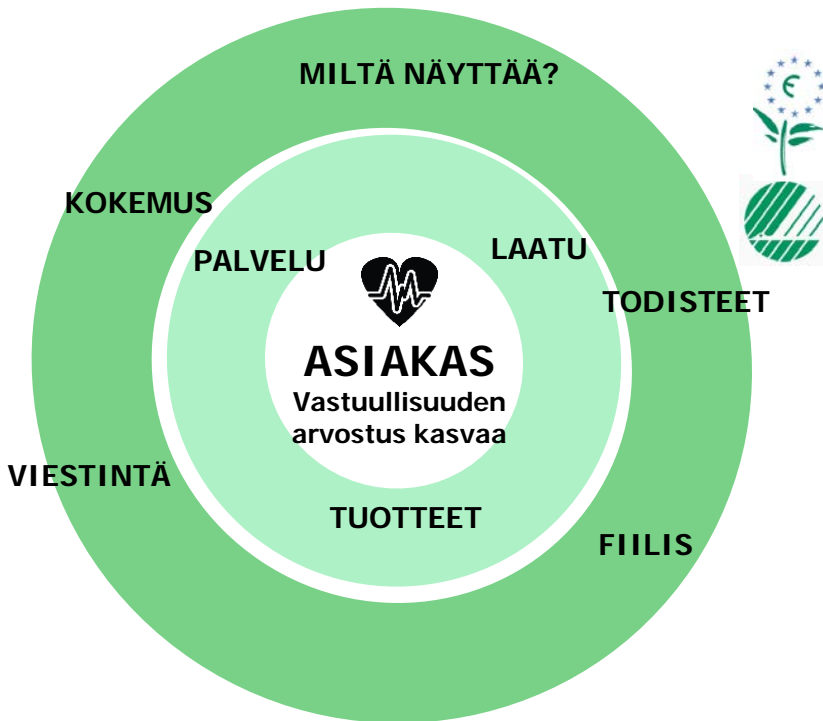 MILTÄ NÄYTTÄÄ?
KOKEMUS
PALVELU
LAATU
TODISTEET
ASIAKAS
Vastuullisuuden
arvostus kasvaa
VIESTINTÄ
TUOTTEET
FIILIS